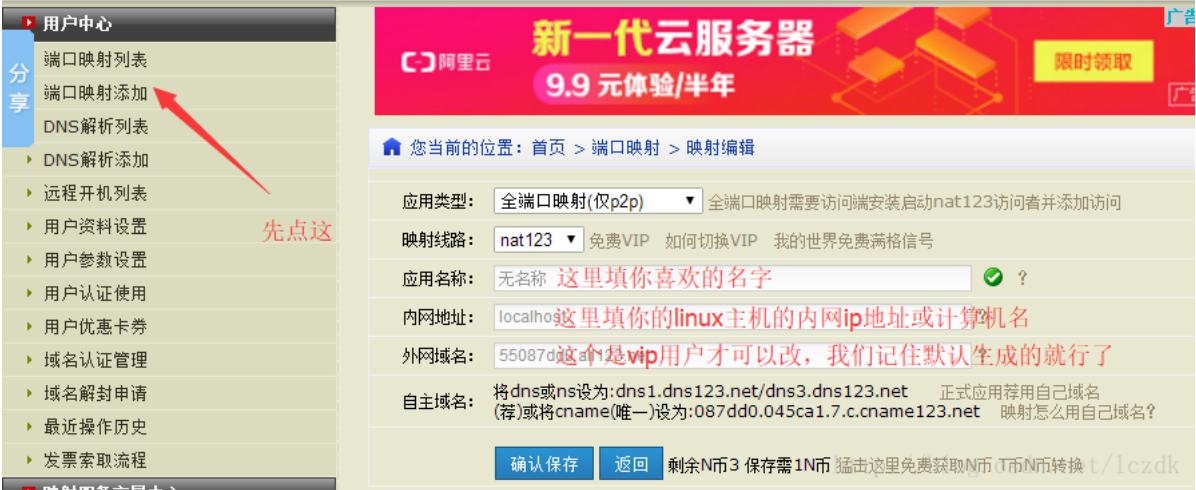 用户中心
分享
端口映射列表
端口映射添加
DNS解析列表
DNS解析添加
远程开机列表
用户资料设置
先点这
用户参数设置
用户认证使用
用户优惠卡券
域名认证管理
域名解封申请
最近操作历史
发票索取流程
阿里云
新一代云服务器
9.9 元体验/半年
限时领取
广告
您当前的位置：首页 > 端口映射 > 映射编辑
应用类型： 全端口映射(仅p2p) 全端口映射需要访问端安装启动nat123访问者并添加访问
映射线路： nat123 免费VIP 如何切换VIP 我的世界免费满格信号
应用名称： 无名称 这里填你喜欢的名字 ?
内网地址： localhost 这里填你的linux主机的内网ip地址或计算机名
外网域名： 这个是vip用户才可以改，我们记住默认生成的就行了
自主域名： 将dns或ns设为:dns1.dns123.net/dns3.dns123.net 正式应用荐用自己域名
(荐)或将cname(唯一)设为:087dd0.045ca1.7.c.cname123.net 映射怎么用自己域名?
确认保存 返回 剩余N币3 保存需1N币 猛击这里免费获取N币 T币N币转换